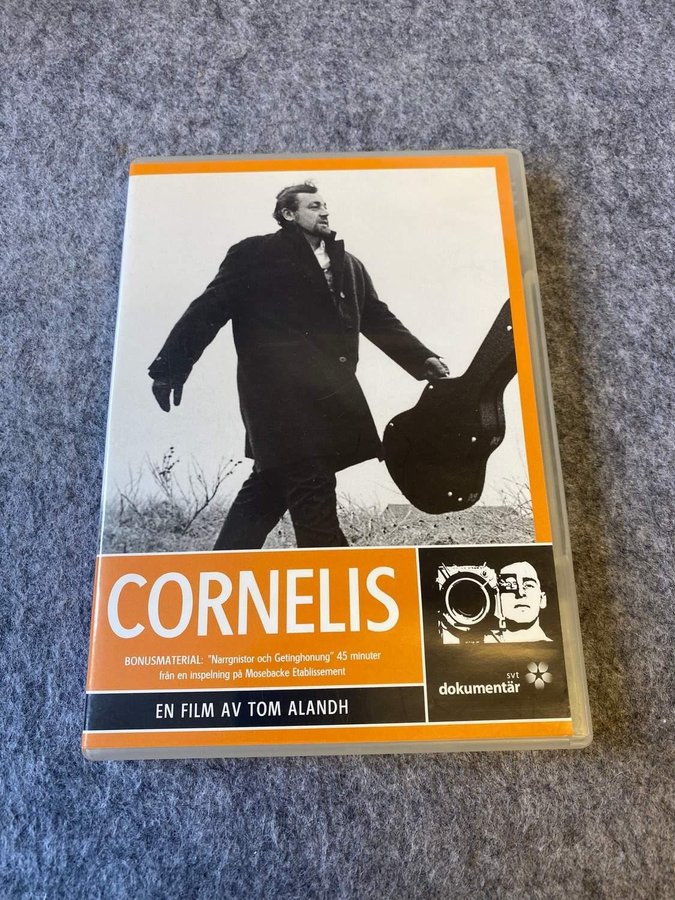 CORNELIS
BONUSMATERIAL: "Narrgnistor och Getinghonung" 45 minuter
från en inspelning på Mosebacke Etablissement
EN FILM AV TOM ALANDH
svt
dokumentär